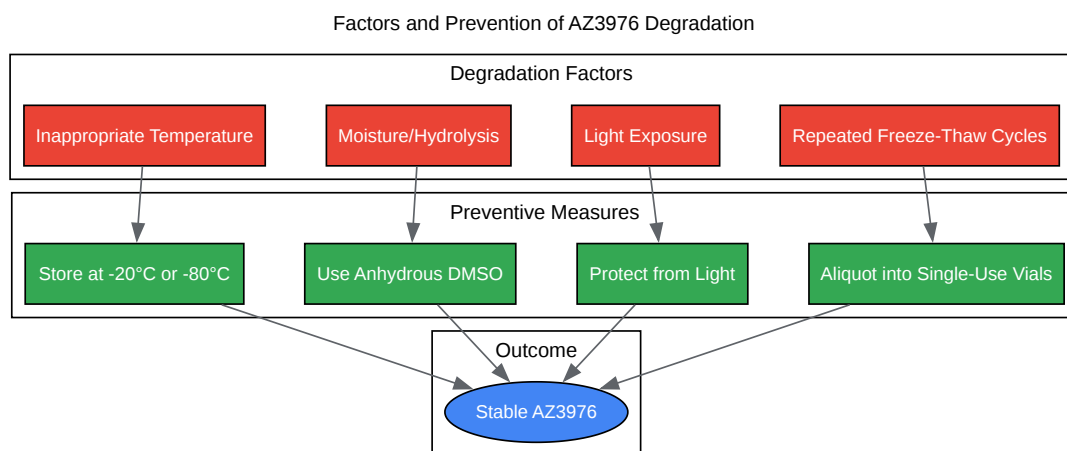 Factors and Prevention of AZ3976 Degradation
Degradation Factors
Inappropriate Temperature
Moisture/Hydrolysis
Light Exposure
Repeated Freeze-Thaw Cycles
Preventive Measures
Store at -20°C or -80°C
Use Anhydrous DMSO
Protect from Light
Aliquot into Single-Use Vials
Outcome
Stable AZ3976